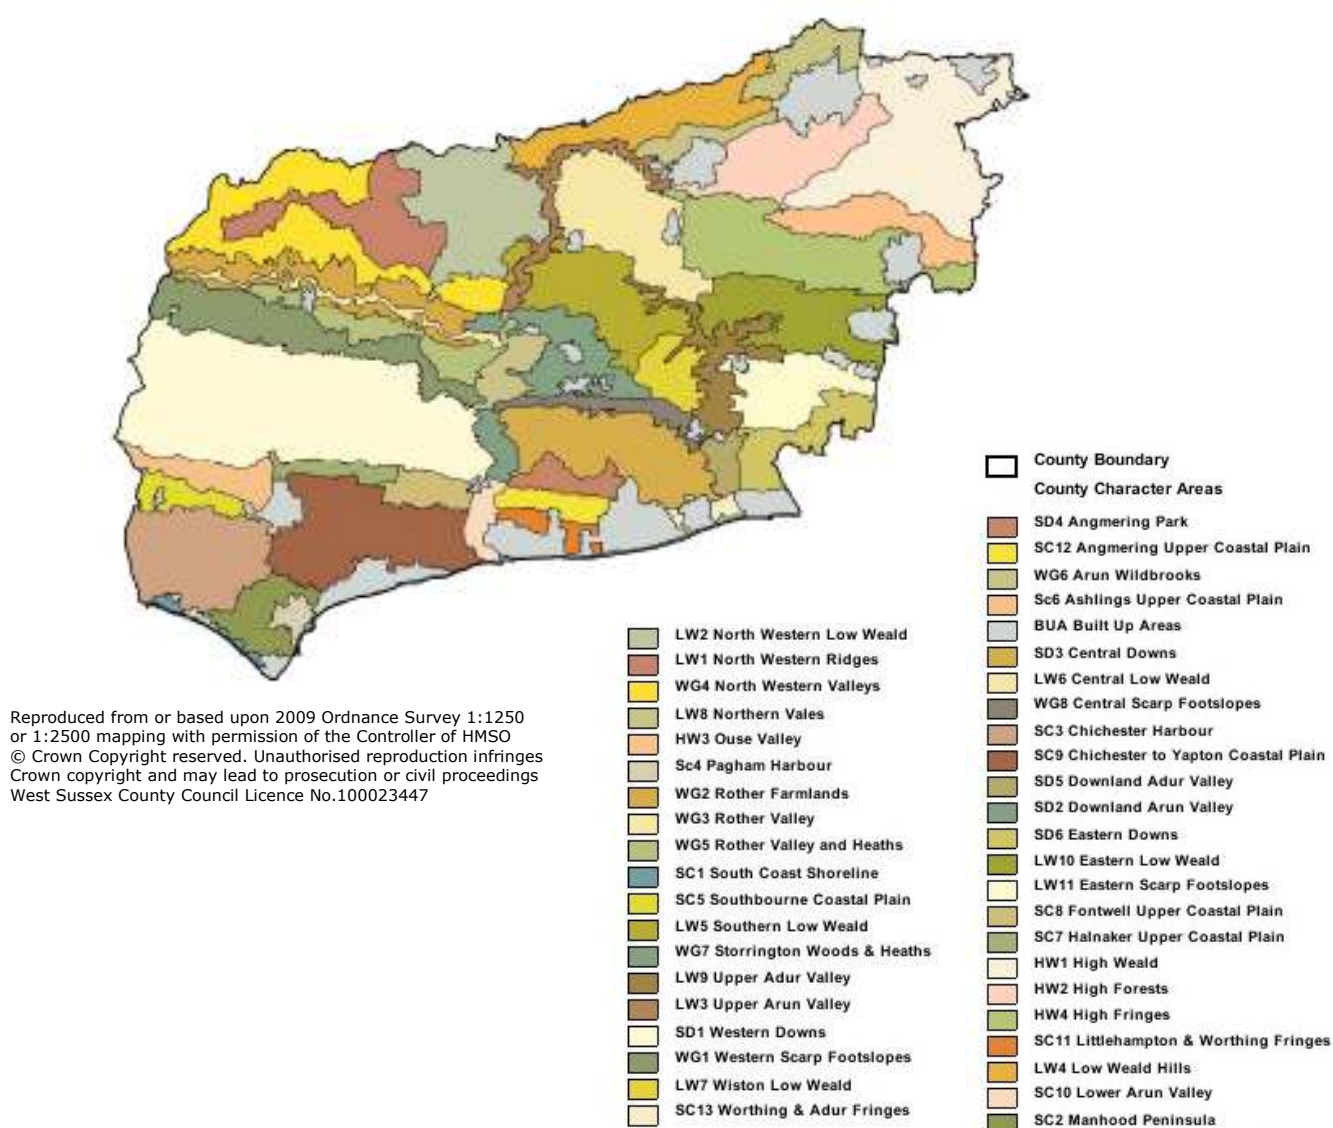 County Boundary
County Character Areas
SD4 Angmering Park
SC12 Angmering Upper Coastal Plain
WG6 Arun Wildbrooks
Sc6 Ashlings Upper Coastal Plain
BUA Built Up Areas
SD3 Central Downs
LW6 Central Low Weald
WG8 Central Scarp Footslopes
SC3 Chichester Harbour
SC9 Chichester to Yapton Coastal Plain
SD5 Downland Adur Valley
SD2 Downland Arun Valley
SD6 Eastern Downs
LW10 Eastern Low Weald
LW11 Eastern Scarp Footslopes
SC8 Fontwell Upper Coastal Plain
SC7 Halnaker Upper Coastal Plain
HW1 High Weald
HW2 High Forests
HW4 High Fringes
SC11 Littlehampton & Worthing Fringes
LW4 Low Weald Hills
SC10 Lower Arun Valley
SC2 Manhood Peninsula
LW2 North Western Low Weald
LW1 North Western Ridges
WG4 North Western Valleys
LW8 Northern Vales
HW3 Ouse Valley
Sc4 Pagham Harbour
WG2 Rother Farmlands
WG3 Rother Valley
WG5 Rother Valley and Heaths
SC1 South Coast Shoreline
SC5 Southbourne Coastal Plain
LW5 Southern Low Weald
WG7 Storrington Woods & Heaths
LW9 Upper Adur Valley
LW3 Upper Arun Valley
SD1 Western Downs
WG1 Western Scarp Footslopes
LW7 Wiston Low Weald
SC13 Worthing & Adur Fringes
Reproduced from or based upon 2009 Ordnance Survey 1:1250
or 1:2500 mapping with permission of the Controller of HMSO
© Crown Copyright reserved. Unauthorised reproduction infringes
Crown copyright and may lead to prosecution or civil proceedings
West Sussex County Council Licence No.100023447